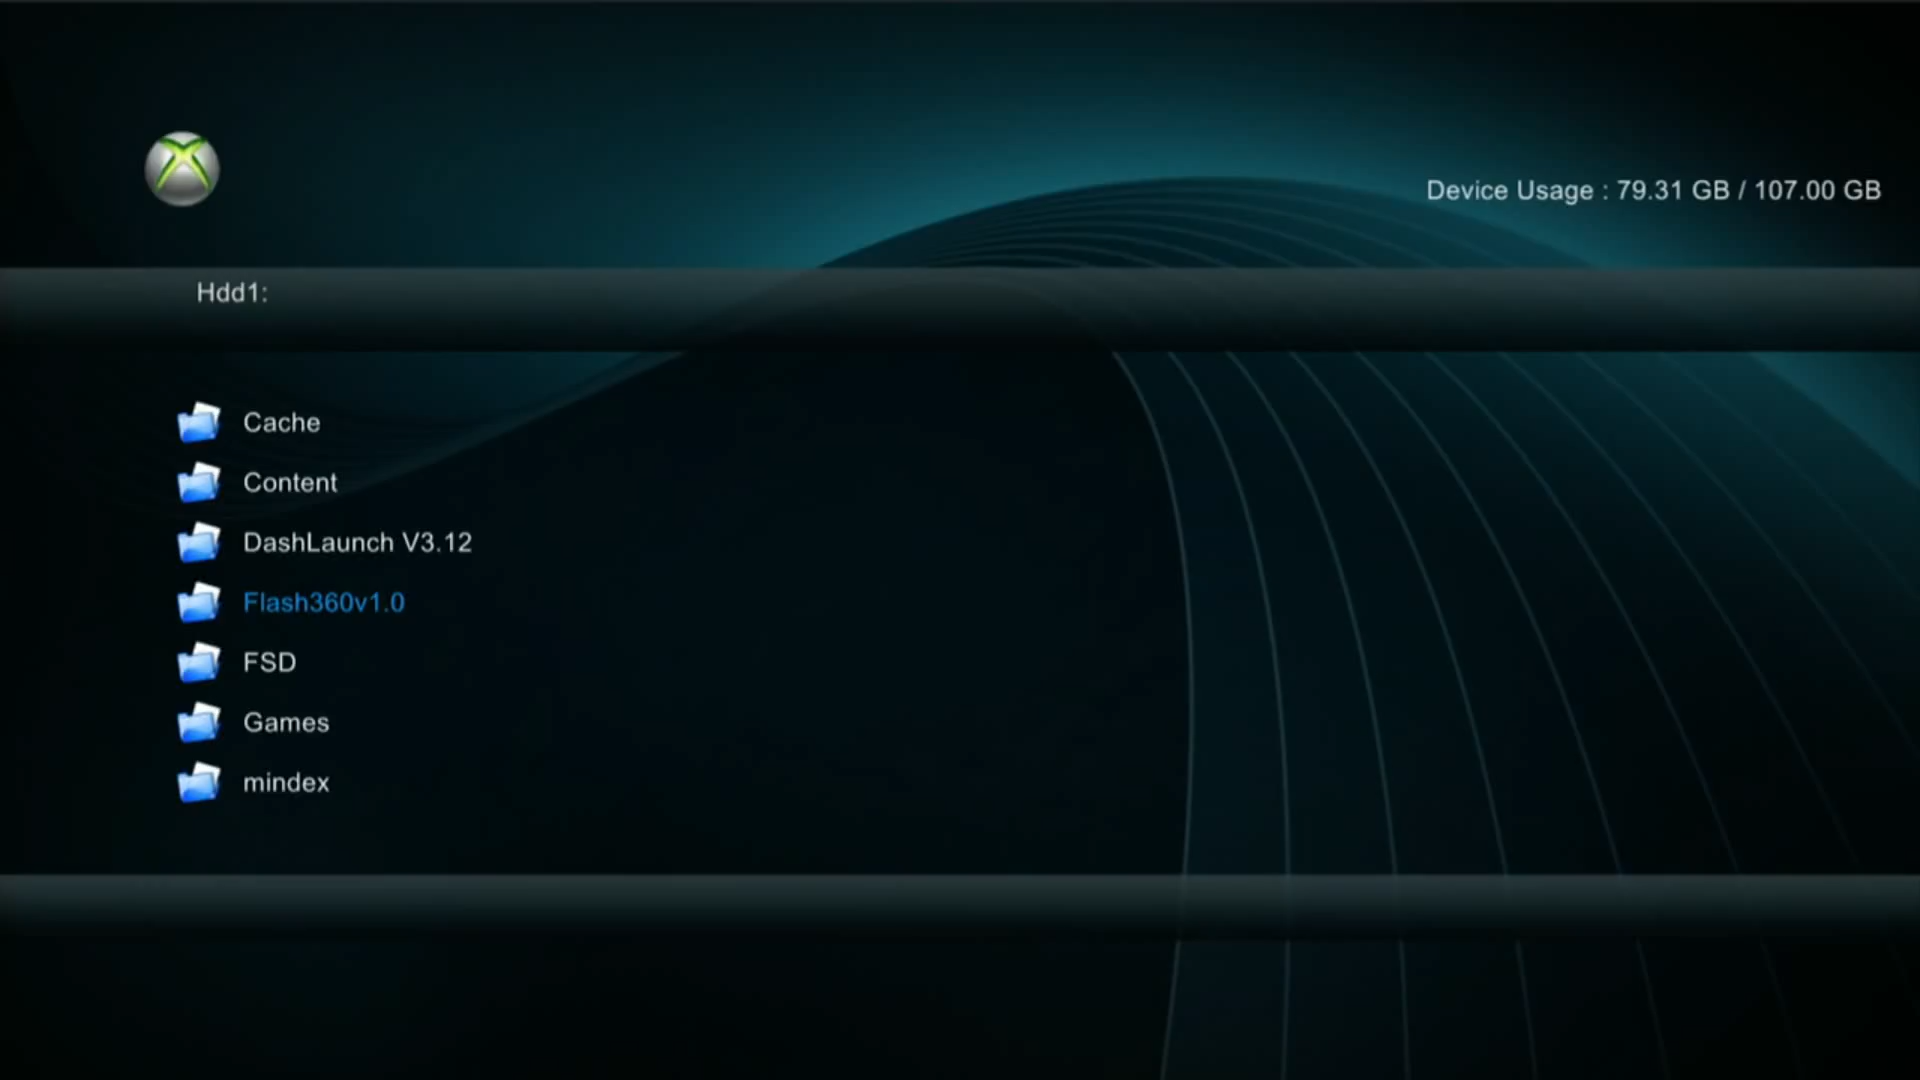 Device Usage : 79.31 GB / 107.00 GB
Hdd1:
Cache
Content
DashLaunch V3.12
Flash360v1.0
FSD
Games
mindex